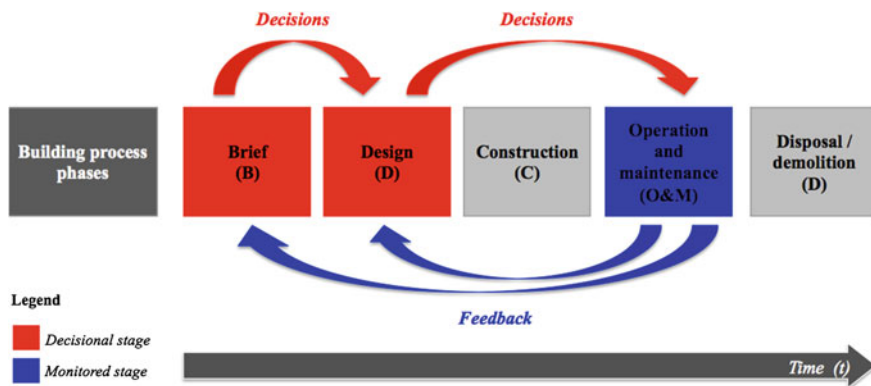 Decisions
Decisions
Building process
phases
Brief
(B)
Design
(D)
Construction
(C)
Operation
and
maintenance
(O&M)
Disposal /
demolition
(D)
Legend
Decisional stage
Monitored stage
Feedback
Time (t)